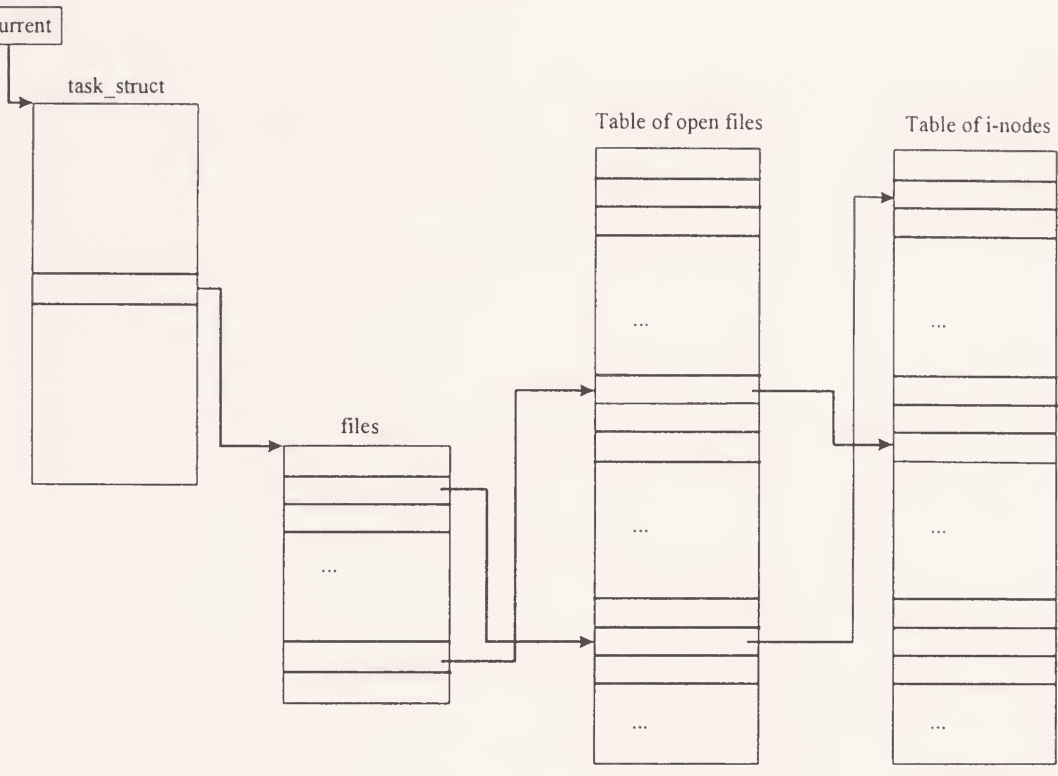 urrent
task_struct
Table of open files
Table of i-nodes
...
...
files
...
...
...
...
...